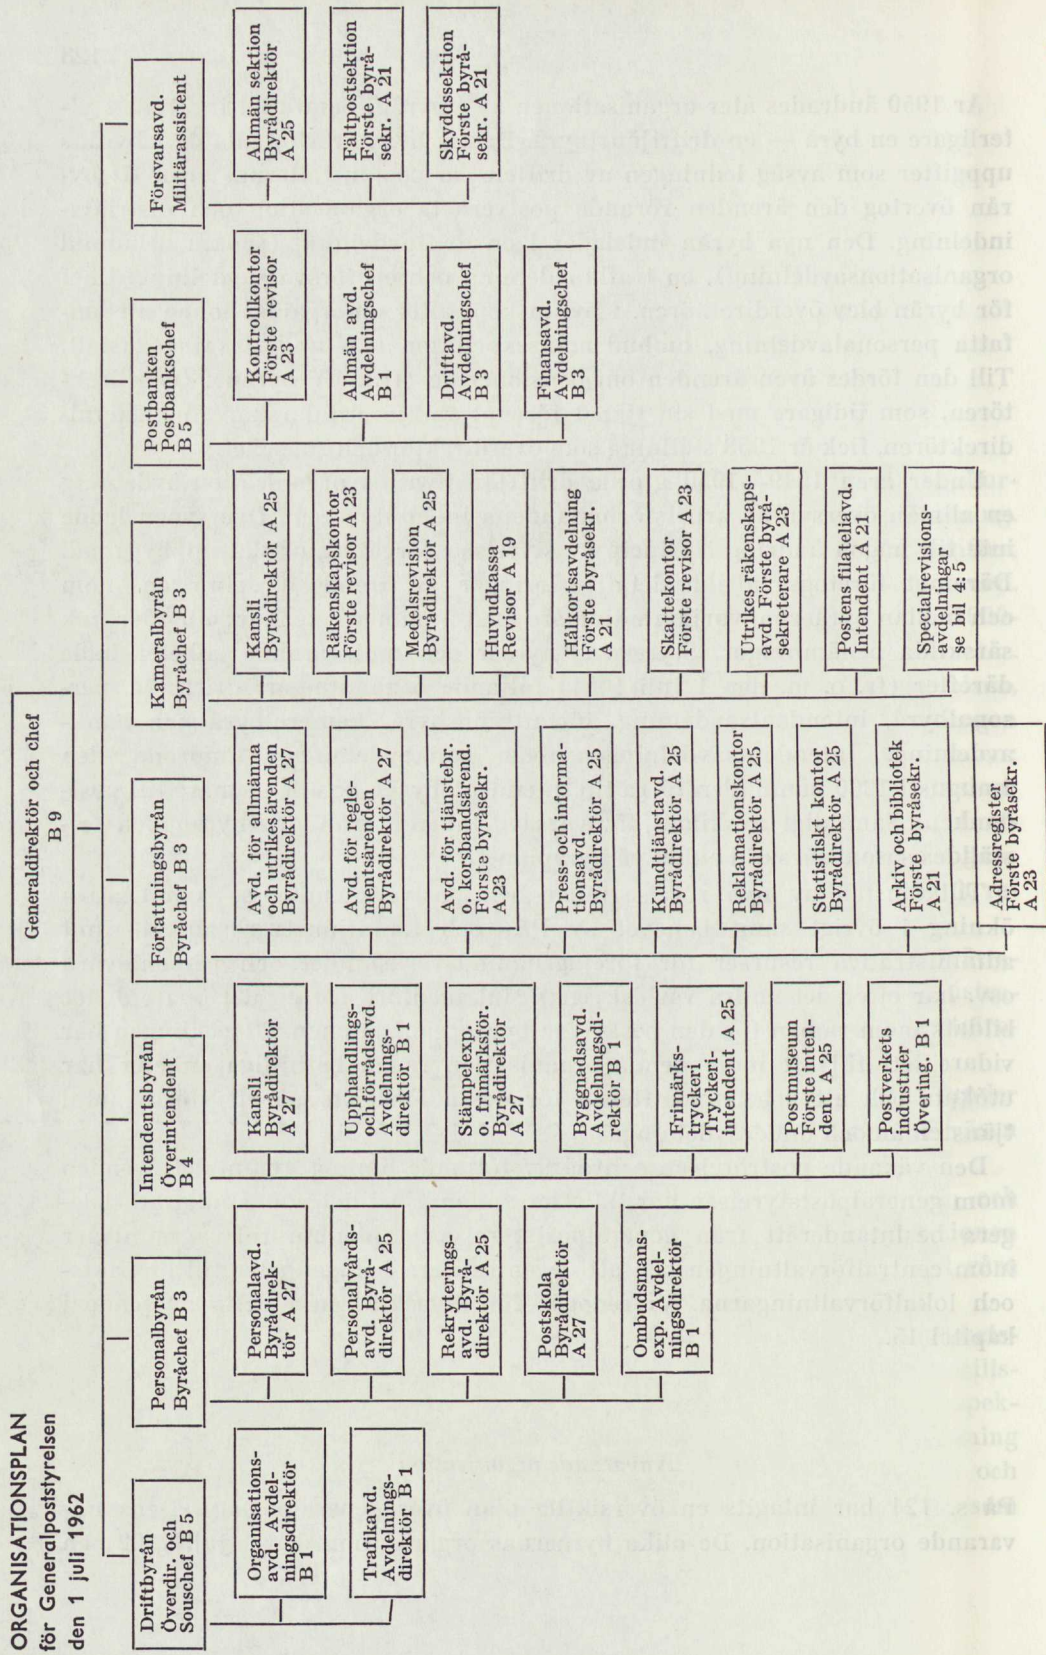 ORGANISATIONSPLAN
för Generalpoststyrelsen
den 1 juli 1962
Generaldirektör och chef
B 9
Driftbyrån
Överdir. och
Souschef B 5
Organisations-
avd. Avdel-
ningsdirektör
B 1
Trafikavd.
Avdelnings-
direktör B 1
Personalbyrån
Byråchef B 3
Personalavd.
Byrådirek-
tör A 27
Personalvårds-
avd. Byrå-
direktör A 25
Rekryterings-
avd. Byrå-
direktör A 25
Postskola
Byrådirektör
A 27
Ombudsmans-
exp. Avdel-
ningsdirektör
B 1
Intendentsbyrån
Överintendent
B 4
Kansli
Byrådirektör
A 27
Upphandlings-
och förrådsavd.
Avdelnings-
direktör B 1
Stämpelexp.
o. frimärksför.
Byrådirektör
A 27
Byggnadsavd.
Avdelningsdi-
rektör B 1
Frimärks-
tryckeri
Tryckeri-
intendent A 25
Postmuseum
Förste inten-
dent A 25
Postverkets
industrier
Övering. B 1
Författningsbyrån
Byråchef B 3
Avd. för allmänna
och utrikesärenden
Byrådirektör A 27
Avd. för regle-
mentsärenden
Byrådirektör A 27
Avd. för tjänstebr.
o. korsbandsärend.
Förste byråsekr.
A 23
Press- och informa-
tionsavd.
Byrådirektör A 25
Kundtjänstavd.
Byrådirektör A 25
Reklamationskontor
Byrådirektör A 25
Statistiskt kontor
Byrådirektör A 25
Arkiv och bibliotek
Förste byråsekr.
A 21
Adressregister
Förste byråsekr.
A 23
Kameralbyrån
Byråchef B 3
Kansli
Byrådirektör A 25
Räkenskapskontor
Förste revisor A 23
Medelsrevision
Byrådirektör A 25
Huvudkassa
Revisor A 19
Hålkortsavdelning
Förste byråsekr.
A 21
Skattekontor
Förste revisor A 23
Utrikes räkenskaps-
avd. Förste byrå-
sekreterare A 23
Postens filateliavd.
Intendent A 21
Specialrevisions-
avdelningar
se bil 4:5
Postbanken
Postbankschef
B 5
Kontrollkontor
Förste revisor
A 23
Allmän avd.
Avdelningschef
B 1
Driftavd.
Avdelningschef
B 3
Finansavd.
Avdelningschef
B 3
Försvarsavd.
Militärassistent
Allmän sektion
Byrådirektör
A 25
Fältpostsektion
Förste byrå-
sekr. A 21
Skyddssektion
Förste byrå-
sekr. A 21